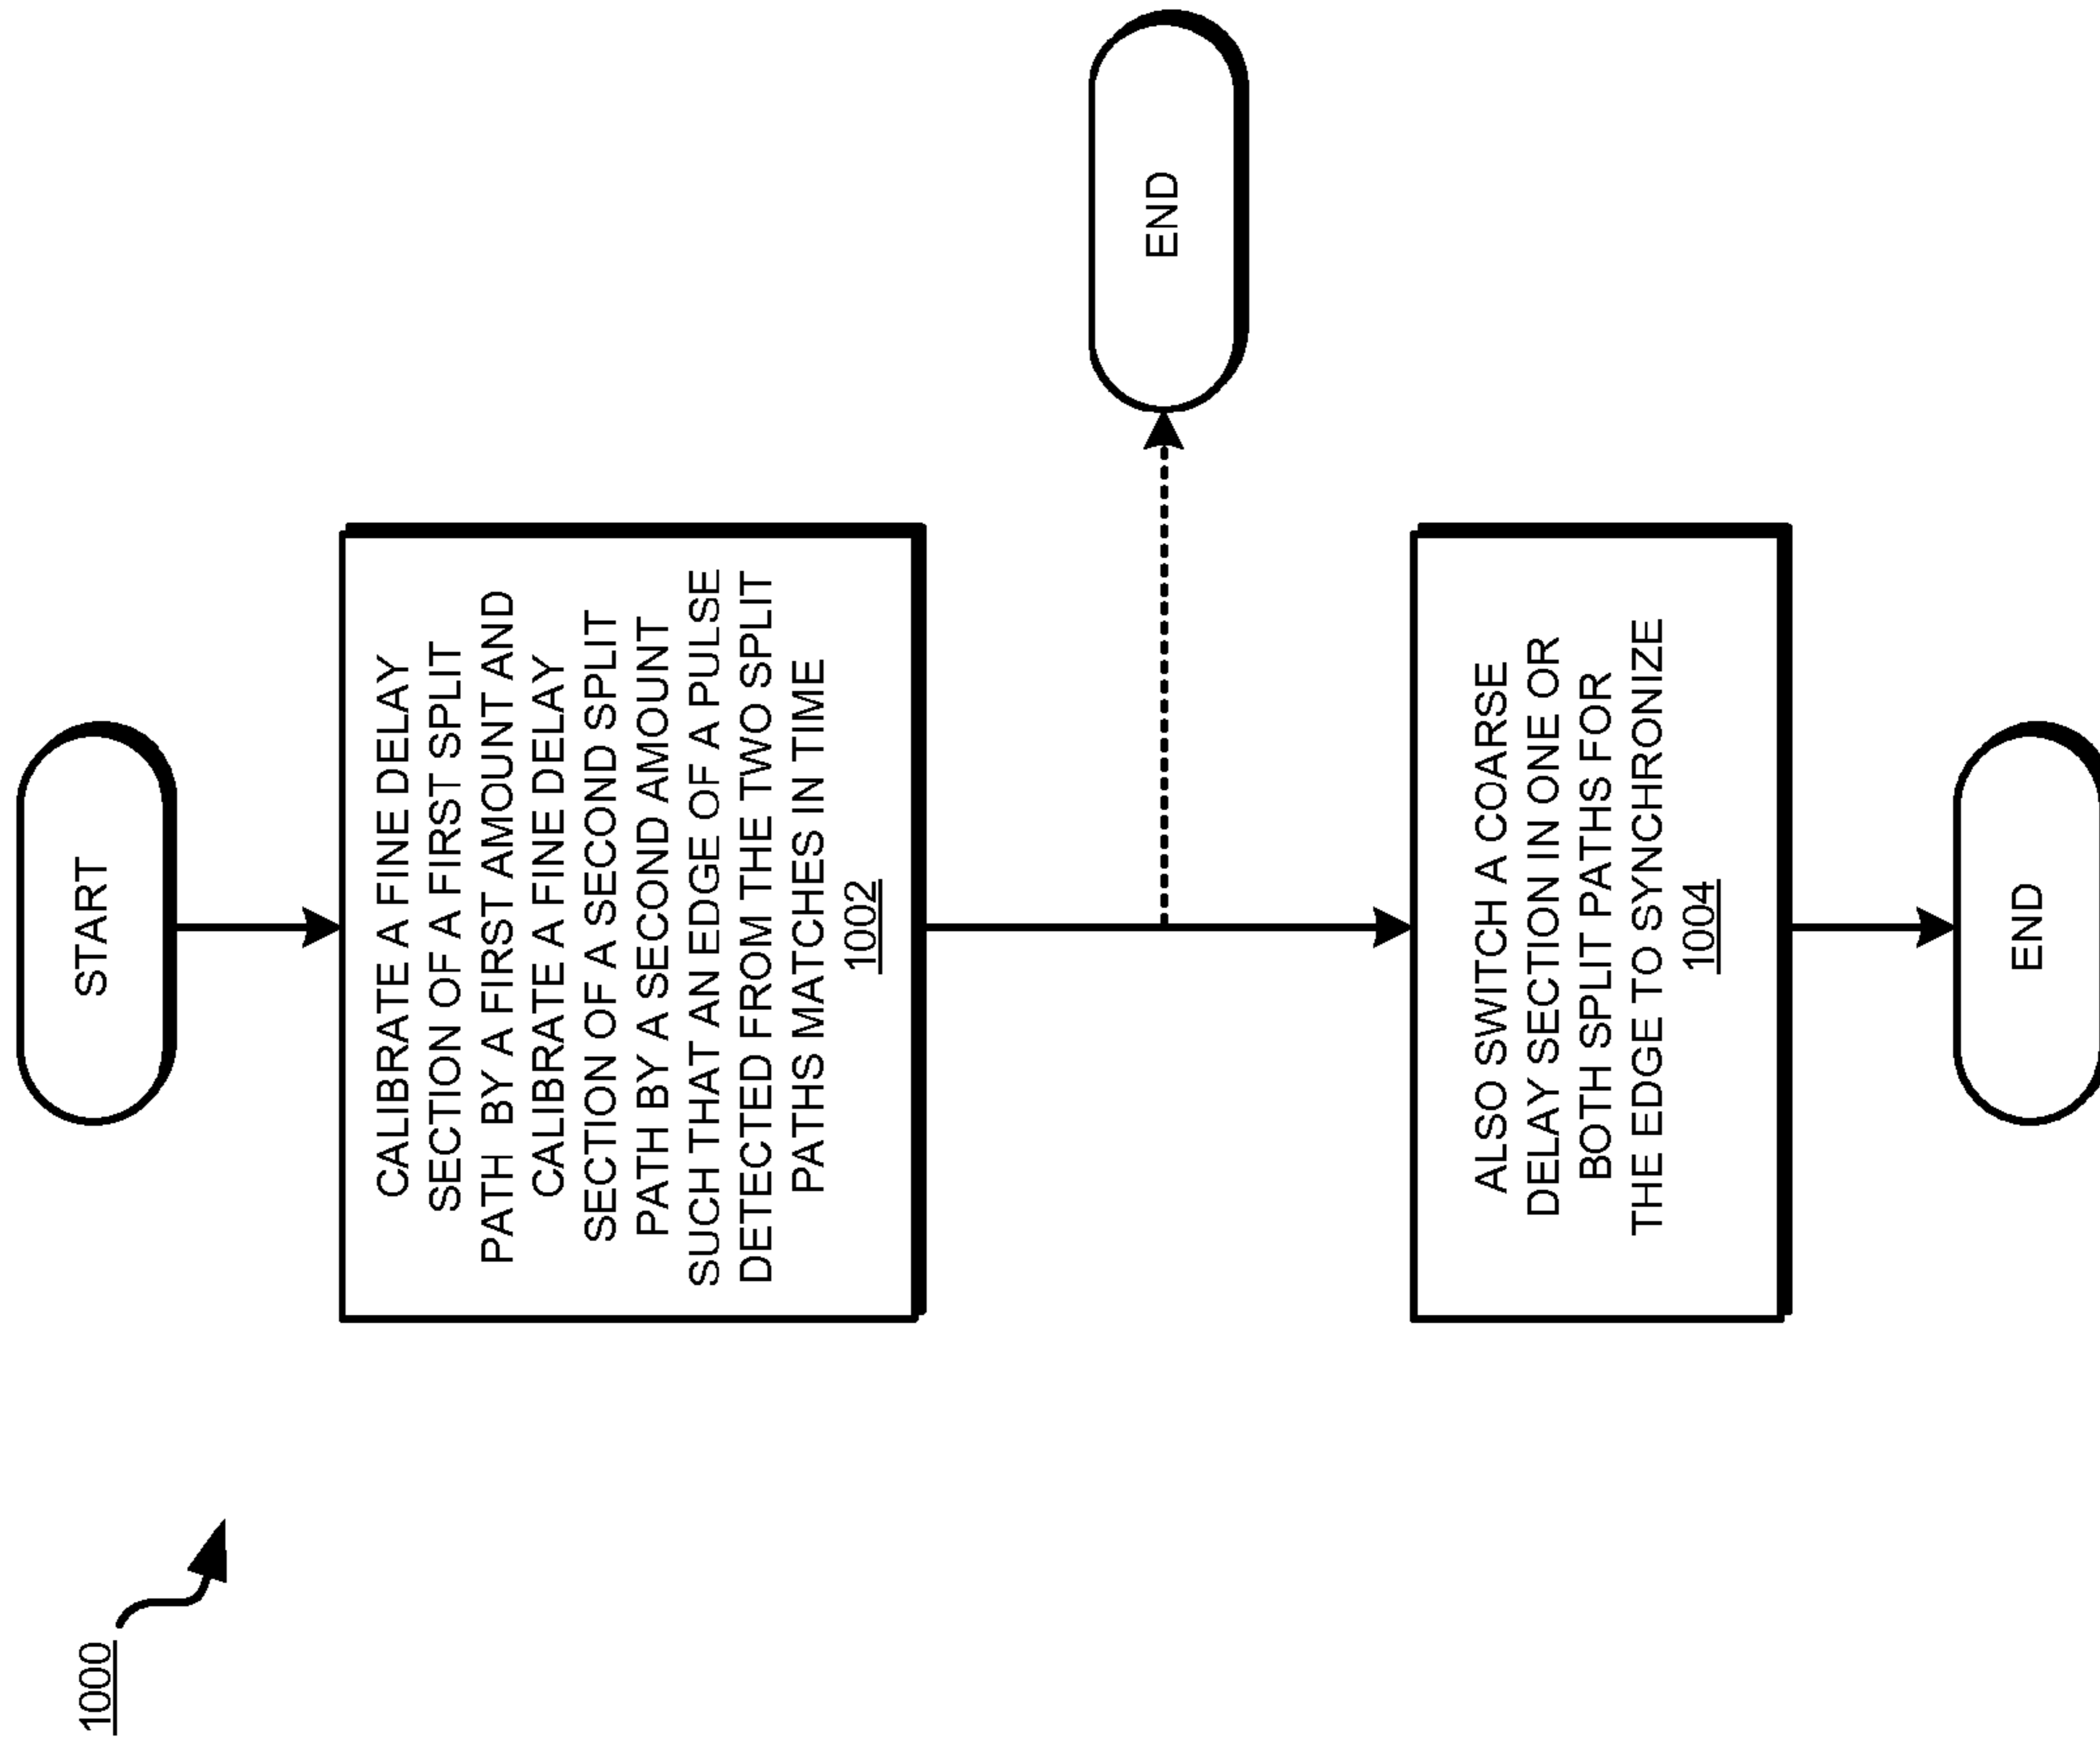 1000
START
CALIBRATE A FINE DELAY
SECTION OF A FIRST SPLIT
PATH BY A FIRST AMOUNT AND
CALIBRATE A FINE DELAY
SECTION OF A SECOND SPLIT
PATH BY A SECOND AMOUNT
SUCH THAT AN EDGE OF A PULSE
DETECTED FROM THE TWO SPLIT
PATHS MATCHES IN TIME
1002
END
ALSO SWITCH A COARSE
DELAY SECTION IN ONE OR
BOTH SPLIT PATHS FOR
THE EDGE TO SYNCHRONIZE
1004
END